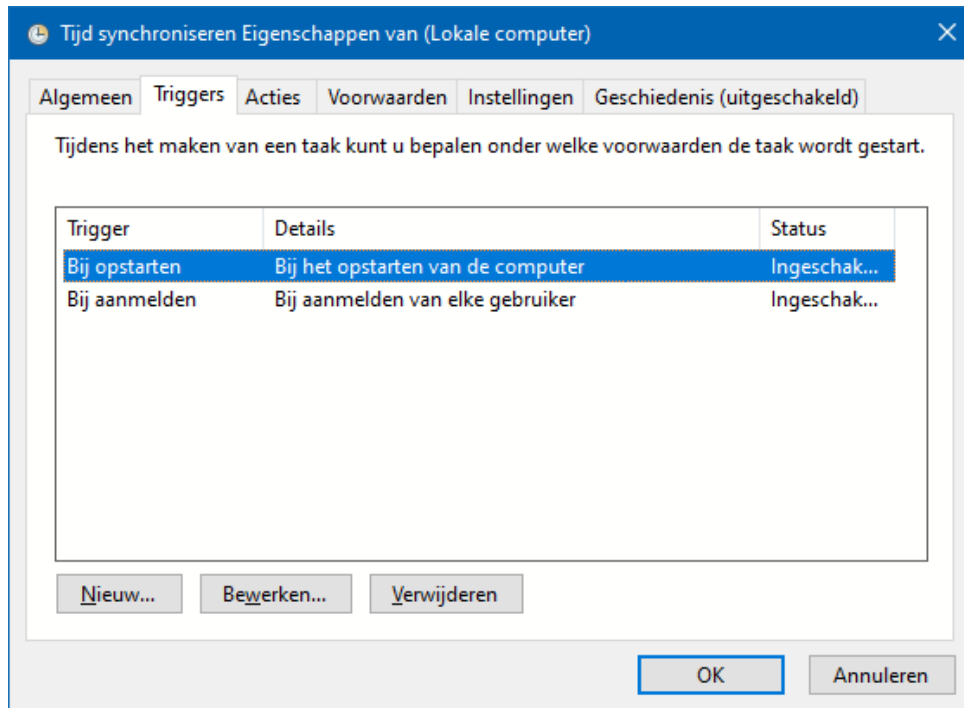 Tijd synchroniseren Eigenschappen van (Lokale computer)
Algemeen Triggers Acties Voorwaarden Instellingen Geschiedenis (uitgeschakeld)
Tijdens het maken van een taak kunt u bepalen onder welke voorwaarden de taak wordt gestart.
Trigger Details Status
Bij opstarten Bij het opstarten van de computer Ingeschak...
Bij aanmelden Bij aanmelden van elke gebruiker Ingeschak...
Nieuw... Bewerken... Verwijderen
OK Annuleren